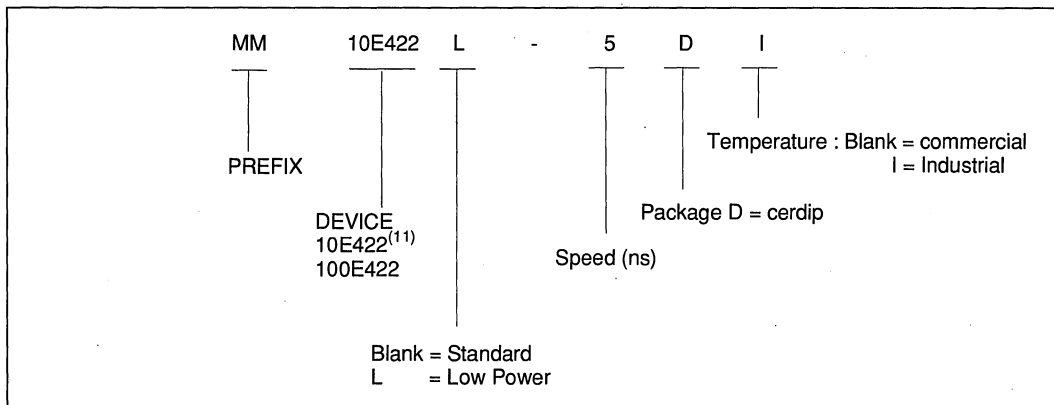 MM 10E422 L - 5 D I
Temperature : Blank = commercial
I = Industrial
PREFIX
Package D = cerdip
DEVICE
10E422(11)
100E422
Speed (ns)
Blank = Standard
L = Low Power